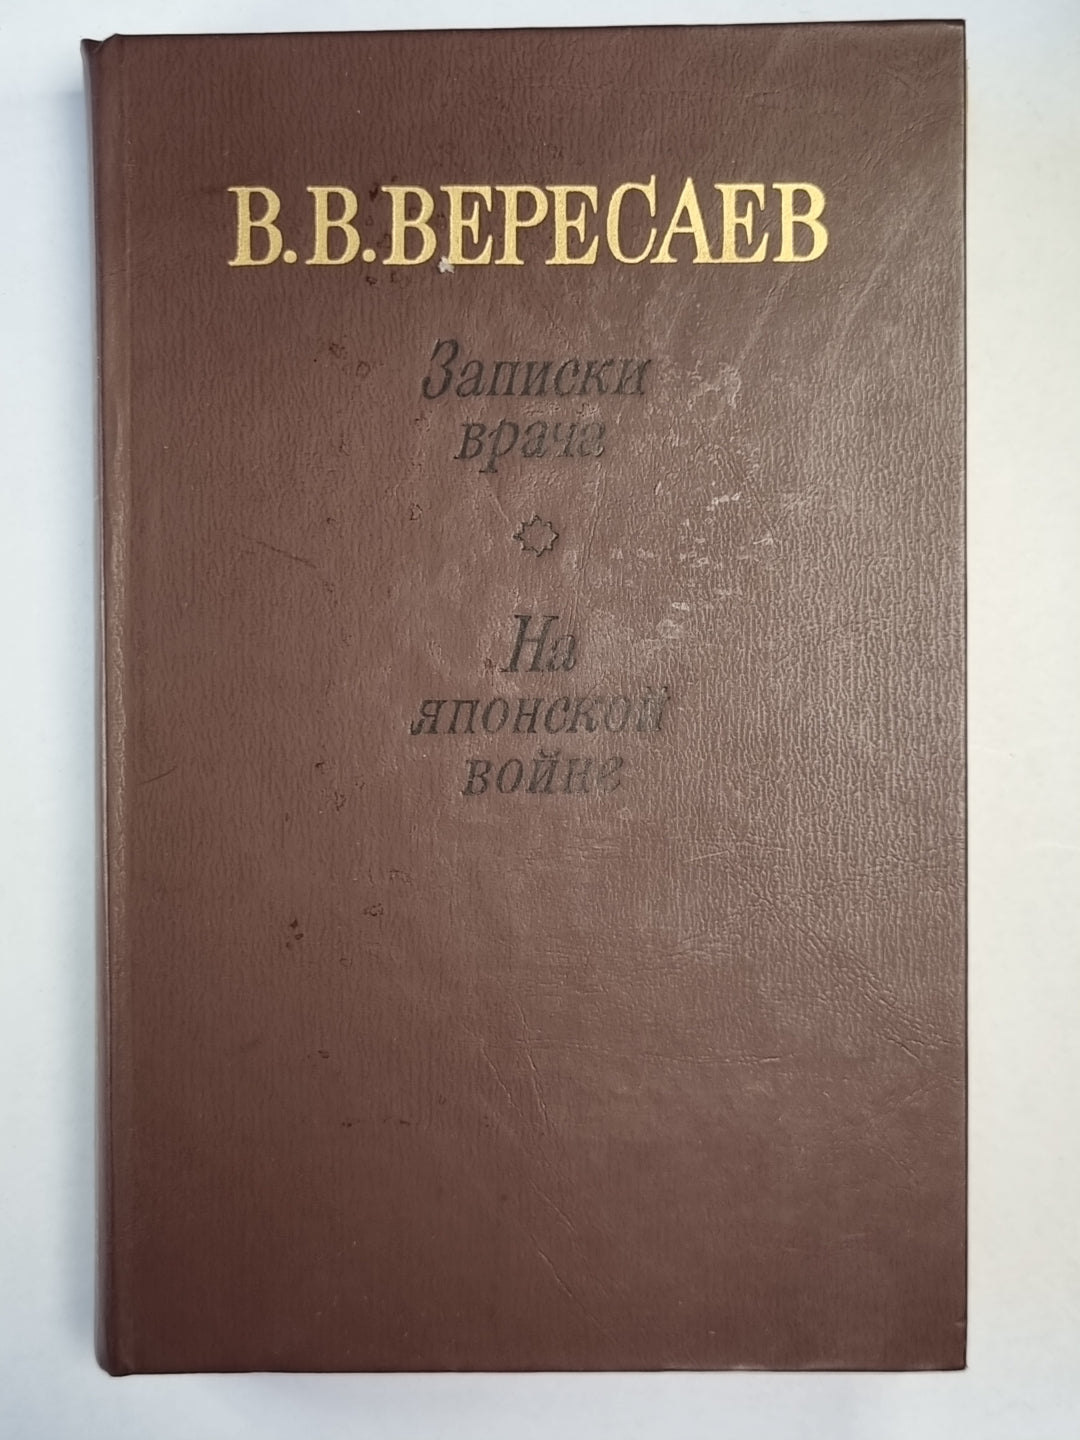 В.В.ВЕРЕСАЕВ
Записки
врача
На
японской
войне